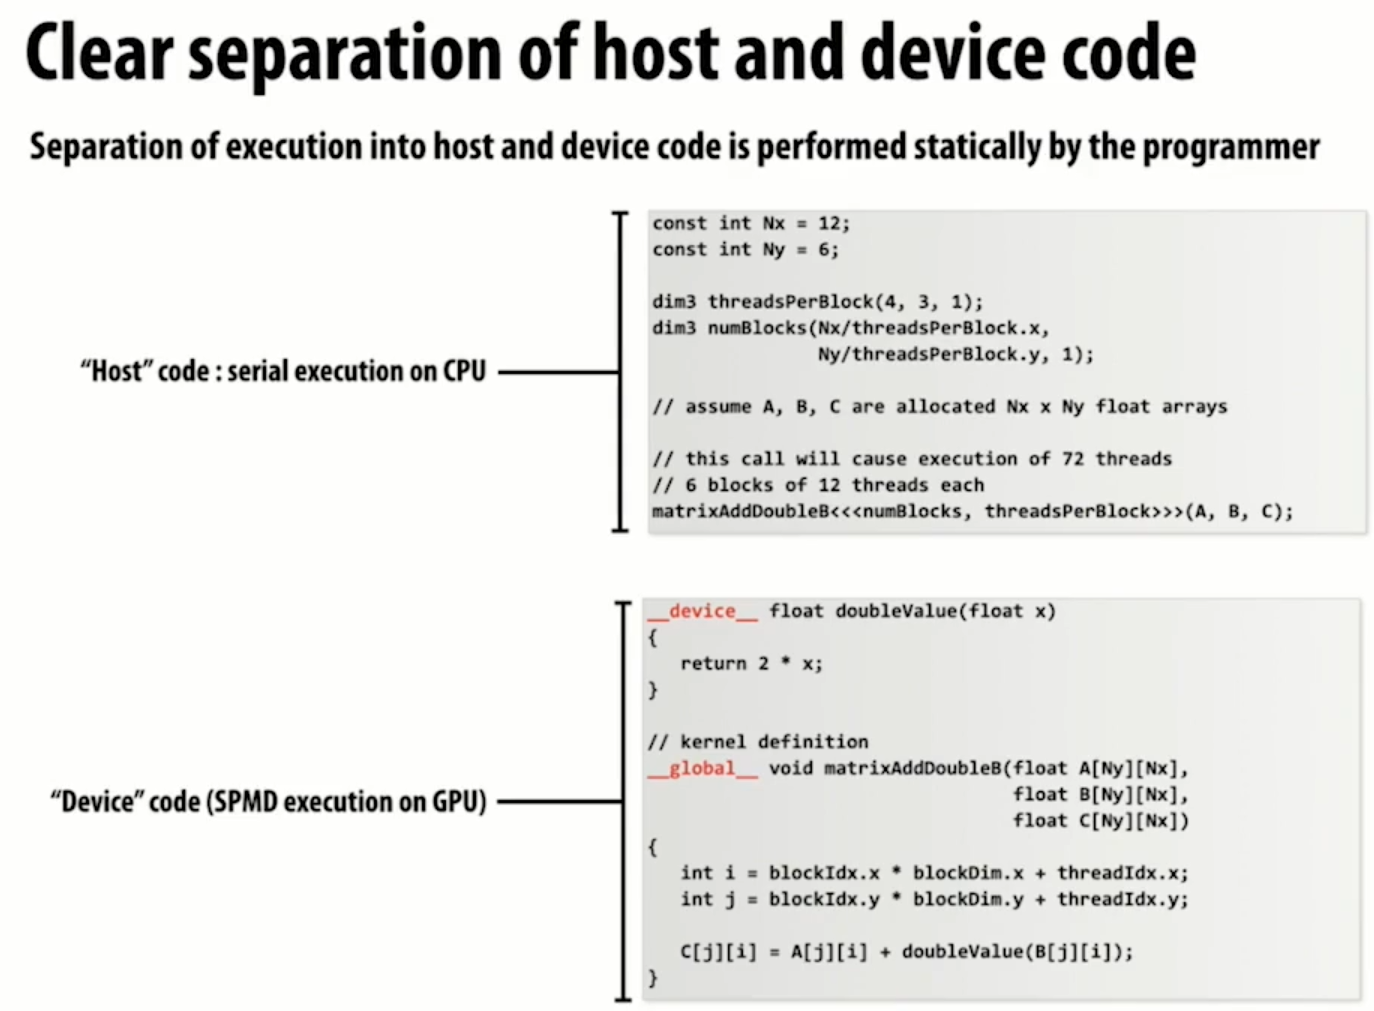 Clear separation of host and device code
Separation of execution into host and device code is performed statically by the programmer
"Host" code : serial execution on CPU
const int Nx = 12;
const int Ny = 6;
dim3 threadsPerBlock(4, 3, 1);
dim3 numBlocks(Nx/threadsPerBlock.x,
Ny/threadsPerBlock.y, 1);
// assume A, B, C are allocated Nx x Ny float arrays
// this call will cause execution of 72 threads
// 6 blocks of 12 threads each
matrixAddDoubleB<<<numBlocks, threadsPerBlock>>>(A, B, C);
"Device" code (SPMD execution on GPU)
__device__ float doubleValue(float x)
{
return 2 * x;
}
// kernel definition
__global__ void matrixAddDoubleB(float A[Ny][Nx],
float B[Ny][Nx],
float C[Ny][Nx])
{
int i = blockIdx.x * blockDim.x + threadIdx.x;
int j = blockIdx.y * blockDim.y + threadIdx.y;
C[j][i] = A[j][i] + doubleValue(B[j][i]);
}